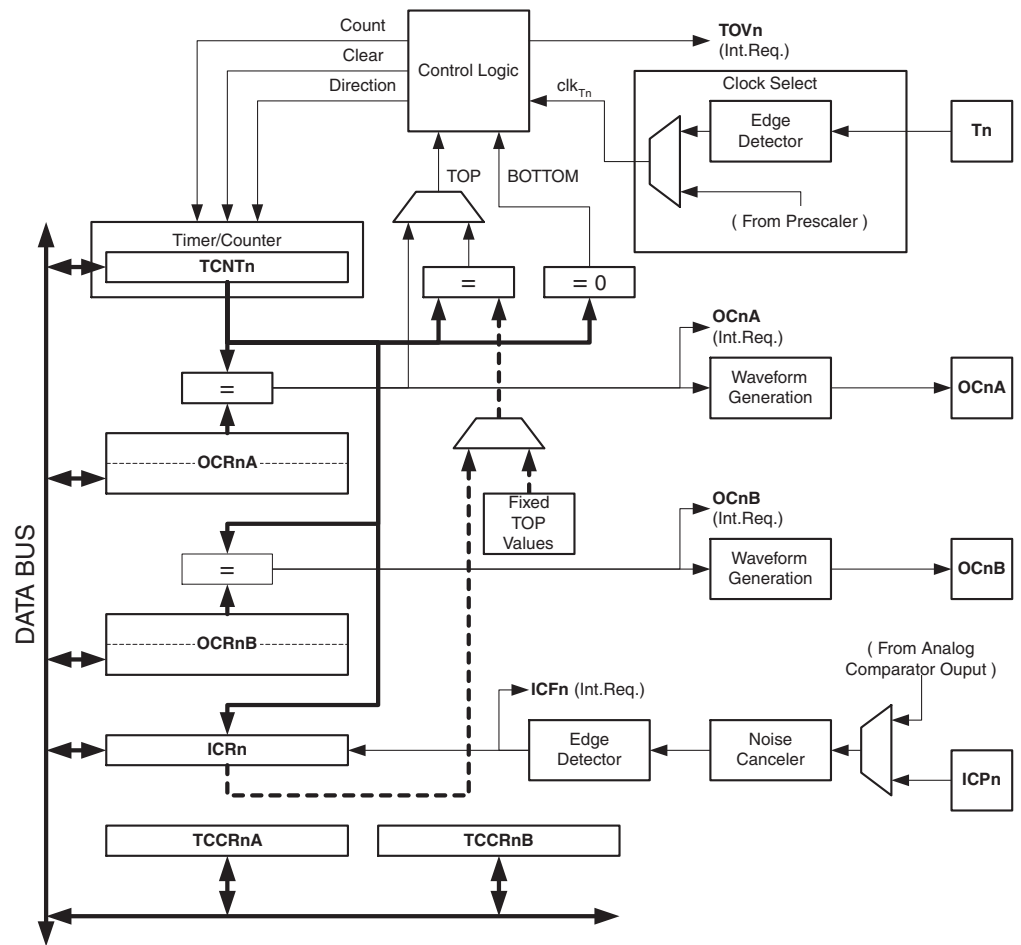 Count
Clear
Direction
Control Logic
TOVn
(Int.Req.)
clkTn
Clock Select
Edge
Detector
Tn
( From Prescaler )
TOP
BOTTOM
Timer/Counter
TCNTn
=
= 0
OCnA
(Int.Req.)
=
Waveform
Generation
OCnA
OCRnA
Fixed
TOP
Values
OCnB
(Int.Req.)
=
Waveform
Generation
OCnB
DATA BUS
OCRnB
( From Analog
Comparator Ouput )
ICFn (Int.Req.)
ICRn
Edge
Detector
Noise
Canceler
ICPn
TCCRnA
TCCRnB